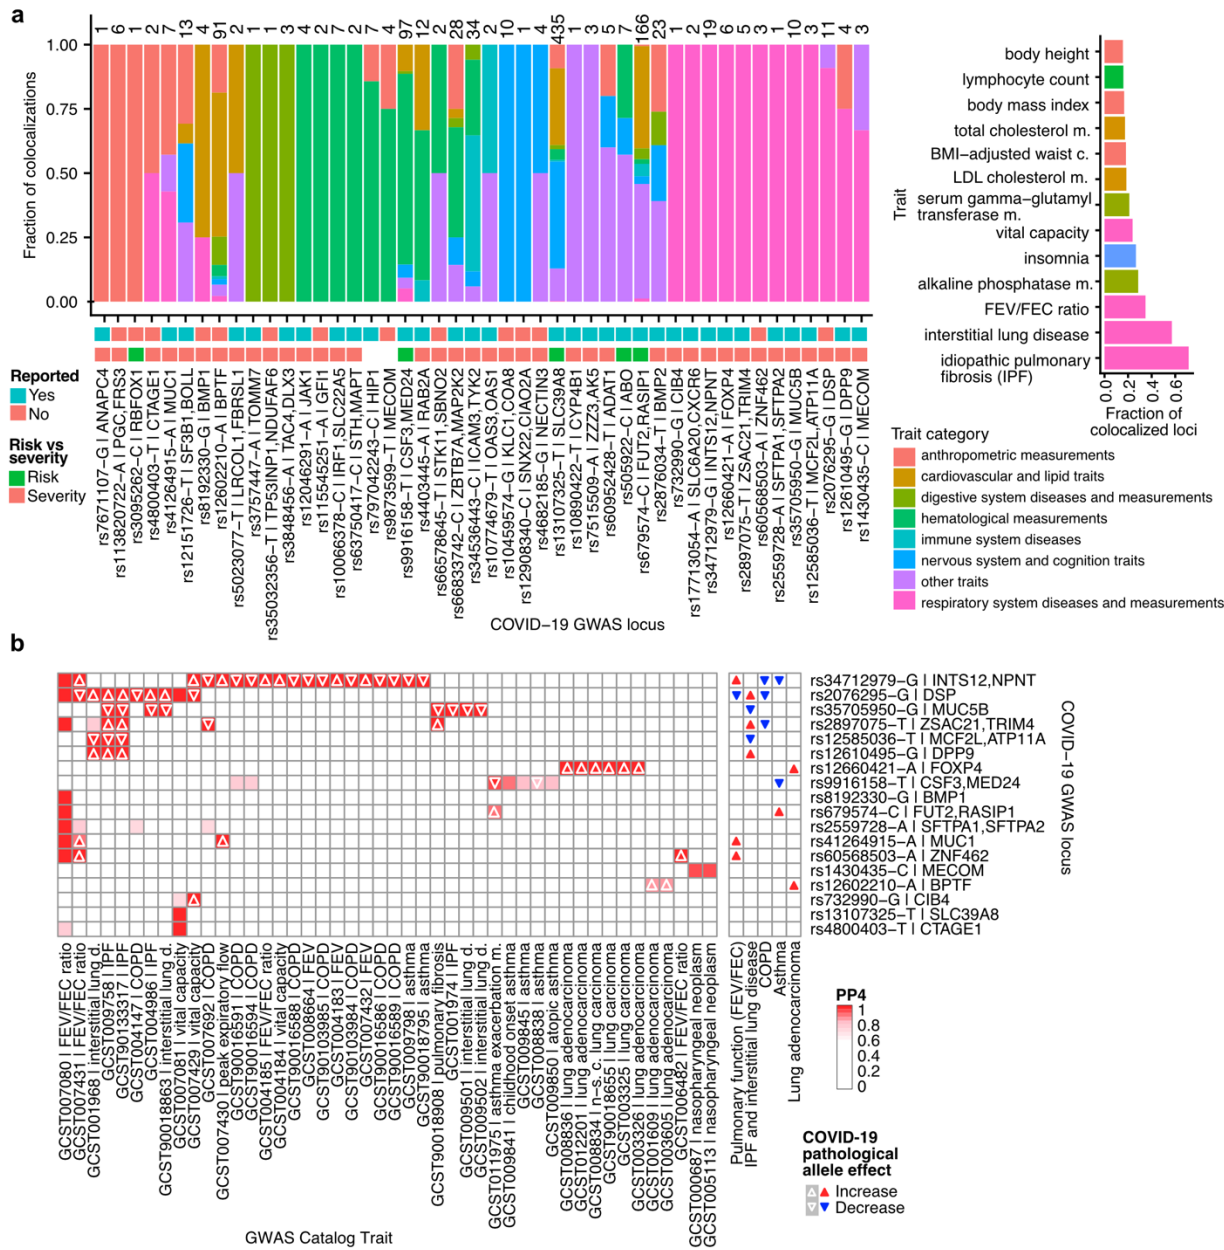 a
1 6 1 2 7 13 4 91 2 1 1 3 4 2 7 2 7 4 97 12 2 28 34 2 10 1 2 435 1 3 5 7 166 23 1 2 19 6 5 3 1 10 3 11 4 3
Fraction of colocalizations
1.00
0.75
0.50
0.25
0.00
Reported
Yes
No
Risk vs
severity
Risk
Severity
rs7671107−G | ANAPC4
rs113820722−A | PGC,FRS3
rs3095262−C | RBFOX1
rs4800403−T | CTAGE1
rs41264915−A | MUC1
rs12151726−T | SF3B1,BOLL
rs8192330−G | BMP1
rs12602210−A | BPTF
rs5023077−T | LRCOL1,FBRSL1
rs3757447−A | TOMM7
rs35032356−T | TP53INP1,NDUFAF6
rs3848456−A | TAC4,DLX3
rs12046291−A | JAK1
rs115545251−A | GFI1
rs10066378−C | IRF1,SLC22A5
rs63750417−C | STH,MAPT
rs79702243−C | HIP1
rs9877373−T | MECOM
rs9916158−T | CSF3,MED24
rs4403445−A | RAB2A
rs66578645−T | STK11,SBNO2
rs66833742−C | ZBTB7A,MAP2K2
rs34536443−C | ICAM3,TYK2
rs10774679−T | OAS3,OAS1
rs10459574−G | KLC1,COA8
rs12908340−C | SNX22,CIAO2A
rs4682185−G | NECTIN3
rs13107325−T | SLC39A8
rs10890422−T | CYP4B1
rs7515509−A | ZZZ3,AK5
rs60952428−T | ADAT1
rs505922−C | ABO
rs679574−C | FUT2,RASIP1
rs2876034−T | BMP2
rs732990−G | CIB4
rs17713054−A | SLC6A20,CXCR6
rs34712979−G | INTS12,NPNT
rs12660421−A | FOXP4
rs2897075−T | ZSAC21,TRIM4
rs60568503−A | ZNF462
rs2559728−A | SFTPA1,SFTPA2
rs35705950−G | MUC5B
rs12585036−T | MCF2L,ATP11A
rs2076295−G | DSP
rs12610495−G | DPP9
rs1430435−C | MECOM
COVID−19 GWAS locus
Trait
body height
lymphocyte count
body mass index
total cholesterol m.
BMI−adjusted waist c.
LDL cholesterol m.
serum gamma−glutamyl
transferase m.
vital capacity
insomnia
alkaline phosphatase m.
FEV/FEC ratio
interstitial lung disease
idiopathic pulmonary
fibrosis (IPF)
0.0 0.2 0.4 0.6
Fraction of
colocalized loci
Trait category
anthropometric measurements
cardiovascular and lipid traits
digestive system diseases and measurements
hematological measurements
immune system diseases
nervous system and cognition traits
other traits
respiratory system diseases and measurements
b
rs34712979−G | INTS12,NPNT
rs2076295−G | DSP
rs35705950−G | MUC5B
rs2897075−T | ZSAC21,TRIM4
rs12585036−T | MCF2L,ATP11A
rs12610495−G | DPP9
rs12660421−A | FOXP4
rs9916158−T | CSF3,MED24
rs8192330−G | BMP1
rs679574−C | FUT2,RASIP1
rs2559728−A | SFTPA1,SFTPA2
rs41264915−A | MUC1
rs60568503−A | ZNF462
rs1430435−C | MECOM
rs12602210−A | BPTF
rs732990−G | CIB4
rs13107325−T | SLC39A8
rs4800403−T | CTAGE1
COVID−19 GWAS locus
GCST007080 | FEV/FEC ratio
GCST007431 | FEV/FEC ratio
GCST001968 | interstitial lung d.
GCST009758 | IPF
GCST90133317 | IPF
GCST004147 | COPD
GCST004986 | IPF
GCST90018863 | interstitial lung d.
GCST007081 | vital capacity
GCST007429 | vital capacity
GCST007692 | COPD
GCST007430 | peak expiratory flow
GCST90016591 | COPD
GCST90016594 | COPD
GCST004185 | FEV/FEC ratio
GCST004184 | vital capacity
GCST90016588 | COPD
GCST008664 | FEV
GCST90103985 | COPD
GCST004183 | FEV
GCST90103984 | COPD
GCST007432 | FEV
GCST90016586 | COPD
GCST90016589 | COPD
GCST009798 | asthma
GCST90018795 | asthma
GCST90018908 | pulmonary fibrosis
GCST001974 | IPF
GCST009501 | interstitial lung d.
GCST009502 | interstitial lung d.
GCST011975 | asthma exacerbation m.
GCST009841 | childhood onset asthma
GCST009845 | asthma
GCST008838 | asthma
GCST009850 | atopic asthma
GCST008836 | lung adenocarcinoma
GCST012201 | lung adenocarcinoma
GCST008834 | n−s. c. lung carcinoma
GCST90018655 | lung carcinoma
GCST003325 | lung carcinoma
GCST003326 | lung adenocarcinoma
GCST001609 | lung adenocarcinoma
GCST003605 | lung adenocarcinoma
GCST006482 | FEV/FEC ratio
GCST000687 | nasopharyngeal neoplasm
GCST005113 | nasopharyngeal neoplasm
GWAS Catalog Trait
Pulmonary function (FEV/FEC)
IPF and interstitial lung disease
COPD
Asthma
Lung adenocarcinoma
PP4
1
0.8
0.6
0.4
0.2
0
COVID−19
pathological
allele effect
Increase
Decrease